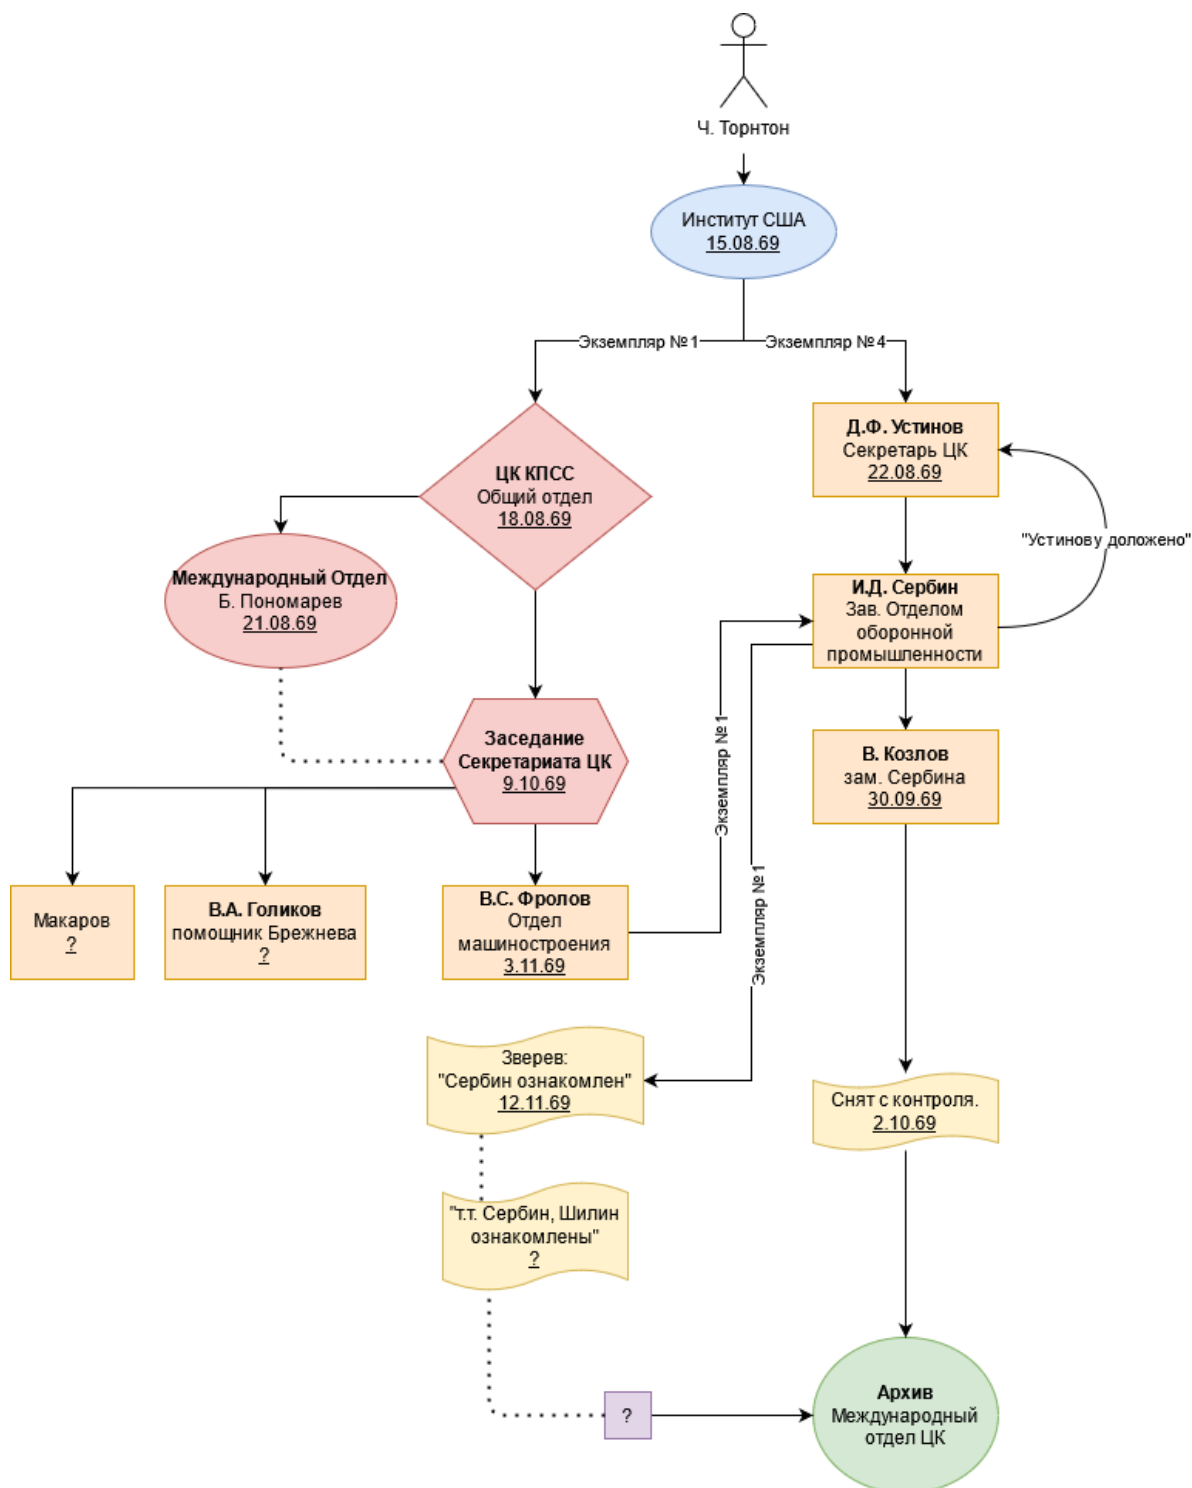 Ч. Торнтон
Институт США
15.08.69
Экземпляр №1
Экземпляр №4
Д.Ф. Устинов
Секретарь ЦК
22.08.69
ЦК КПСС
Общий отдел
18.08.69
"Устинову доложено"
Международный Отдел
Б. Пономарев
21.08.69
И.Д. Сербин
Зав. Отделом
оборонной
промышленности
Экземпляр №1
Заседание
Секретариата ЦК
9.10.69
В. Козлов
зам. Сербина
30.09.69
Макаров
?
В.А. Голиков
помощник Брежнева
?
В.С. Фролов
Отдел
машиностроения
3.11.69
Экземпляр №1
Зверев:
"Сербин ознакомлен"
12.11.69
Снят с контроля.
2.10.69
"т.т. Сербин, Шилин
ознакомлены"
?
?
Архив
Международный
отдел ЦК